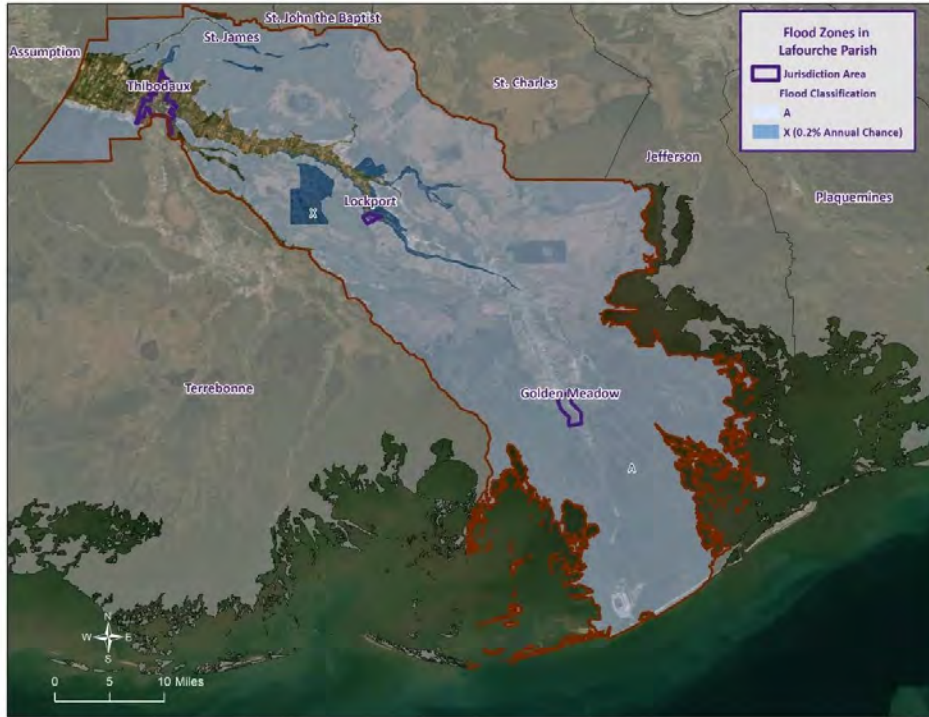 St. John the Baptist
Assumption
St. James
Thibodaux
St. Charles
Jefferson
Plaquemines
Lockport
X
Terrebonne
Golden Meadow
A
Flood Zones in
Lafourche Parish
Jurisdiction Area
Flood Classification
A
X (0.2% Annual Chance)
N
W E
S
0 5 10 Miles